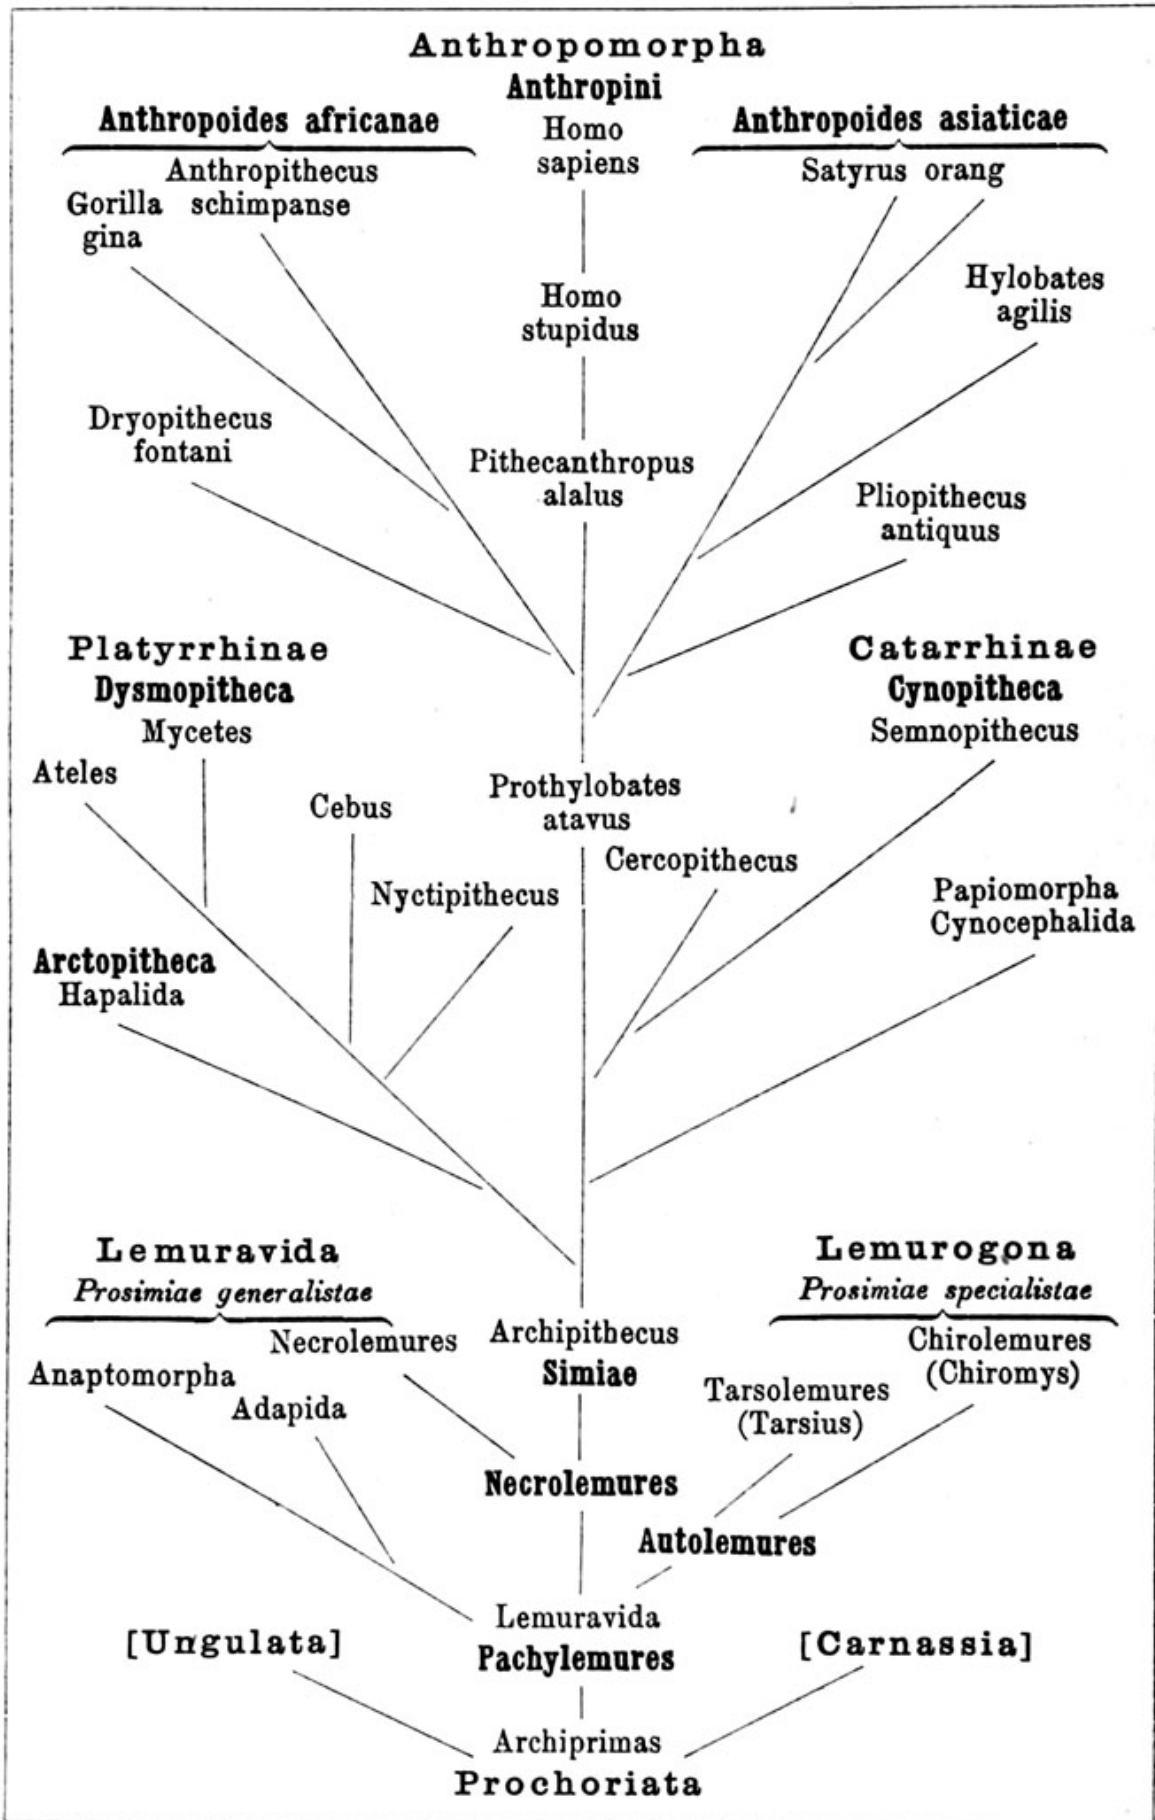 Anthropomorpha
Anthropini
Anthropoides africanae
Homo
sapiens
Anthropoides asiaticae
Anthropithecus
Gorilla schimpanse
gina
Satyrus orang
Homo
stupidus
Hylobates
agilis
Dryopithecus
fontani
Pithecanthropus
alalus
Pliopithecus
antiquus
Platyrrhinae
Dysmopitheca
Mycetes
Catarrhinae
Cynopitheca
Semnopithecus
Ateles
Cebus
Prothylobates
atavus
Cercopithecus
Nyctipithecus
Papiomorpha
Cynocephalida
Arctopitheca
Hapalida
Lemuravida
Prosimiae generalistae
Lemurogona
Prosimiae specialistae
Necrolemures
Archipithecus
Simiae
Chirolemures
(Chiromys)
Anaptomorpha
Adapida
Tarsolemures
(Tarsius)
Necrolemures
Autolemures
Lemuravida
Pachylemures
[Ungulata]
[Carnassia]
Archiprimas
Prochoriata